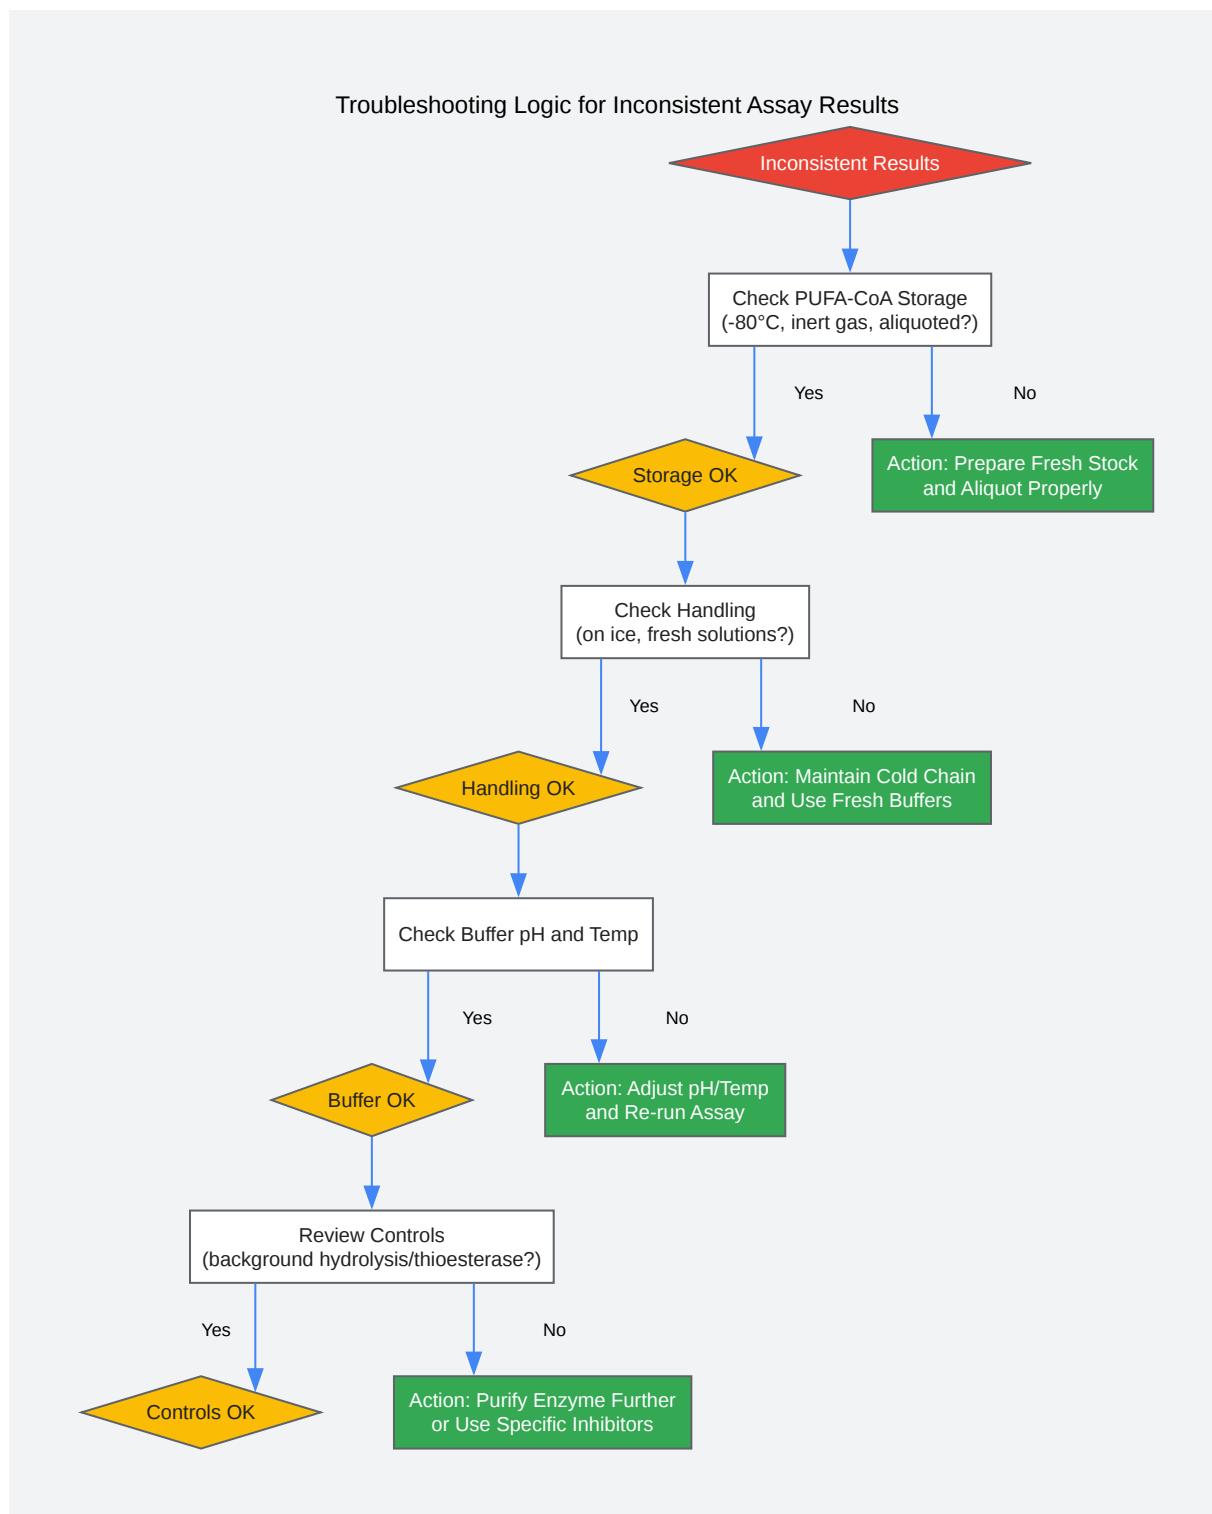 Troubleshooting Logic for Inconsistent Assay Results
Inconsistent Results
Check PUFA-CoA Storage
(-80°C, inert gas, aliquoted?)
Yes
No
Storage OK
Action: Prepare Fresh Stock
and Aliquot Properly
Check Handling
(on ice, fresh solutions?)
Yes
No
Handling OK
Action: Maintain Cold Chain
and Use Fresh Buffers
Check Buffer pH and Temp
Yes
No
Buffer OK
Action: Adjust pH/Temp
and Re-run Assay
Review Controls
(background hydrolysis/thioesterase?)
Yes
No
Controls OK
Action: Purify Enzyme Further
or Use Specific Inhibitors